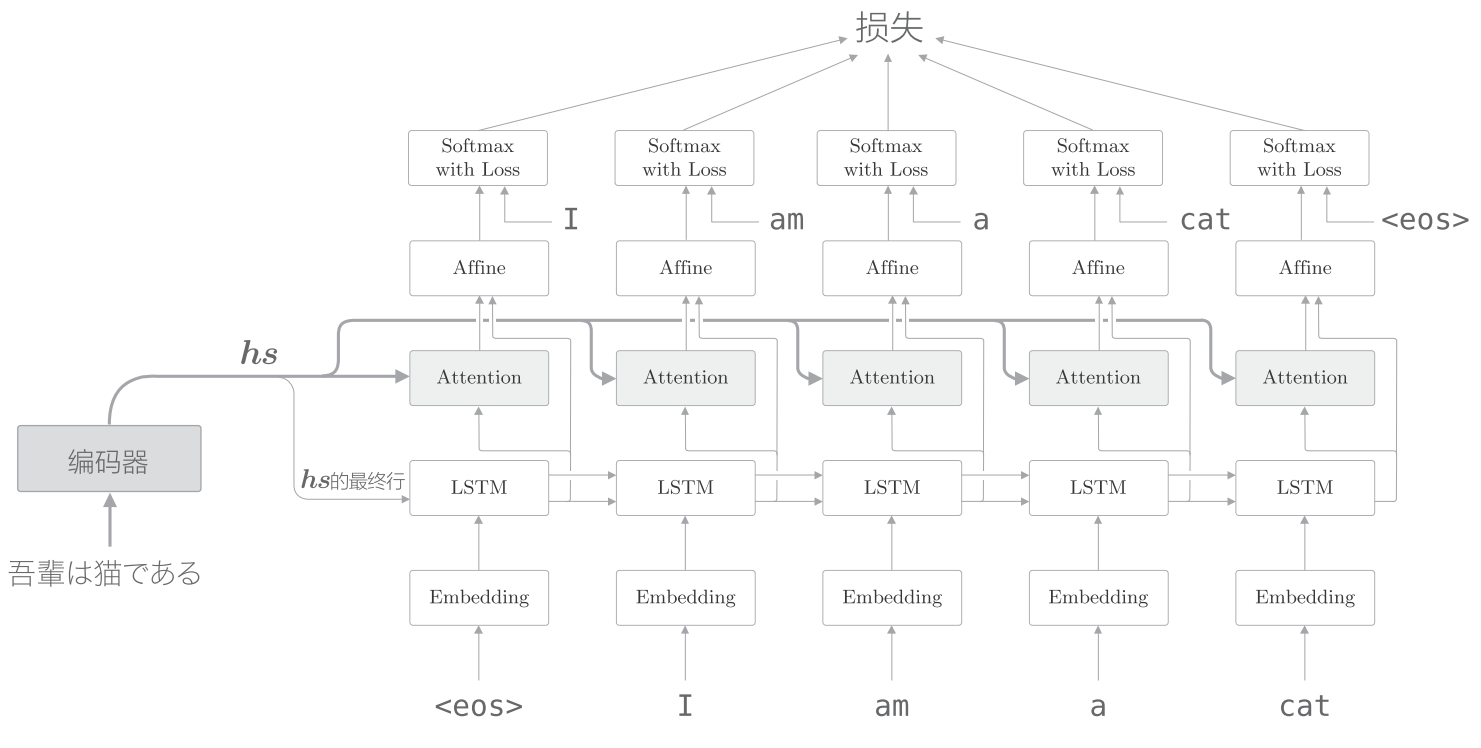 损失
Softmax
with Loss
Softmax
with Loss
Softmax
with Loss
Softmax
with Loss
Softmax
with Loss
I
am
a
cat
<eos>
Affine
Affine
Affine
Affine
Affine
hs
Attention
Attention
Attention
Attention
Attention
编码器
hs的最终行
LSTM
LSTM
LSTM
LSTM
LSTM
吾輩は猫である
Embedding
Embedding
Embedding
Embedding
Embedding
<eos>
I
am
a
cat